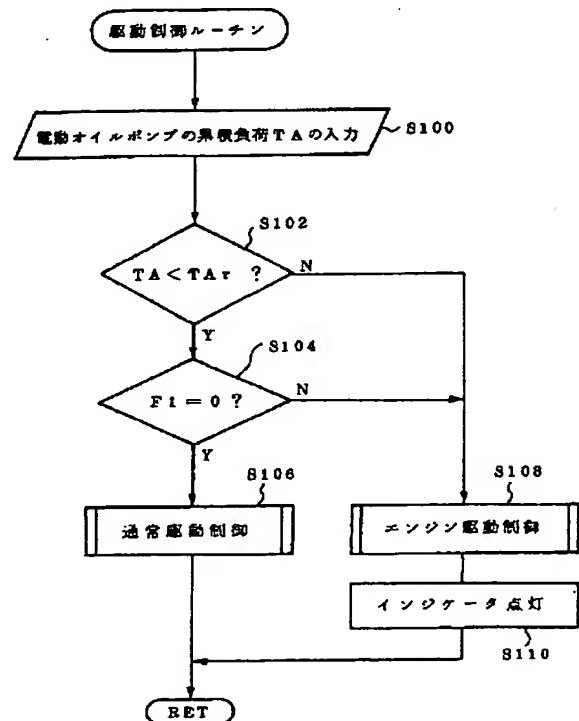 駆動制御ルーチン
電動オイルポンプの累積負荷TAの入力
S100
S102
TA<TAr ?
N
Y
S104
F1=0?
N
Y
S106
S108
通常駆動制御
エンジン駆動制御
インジケータ点灯
S110
RET